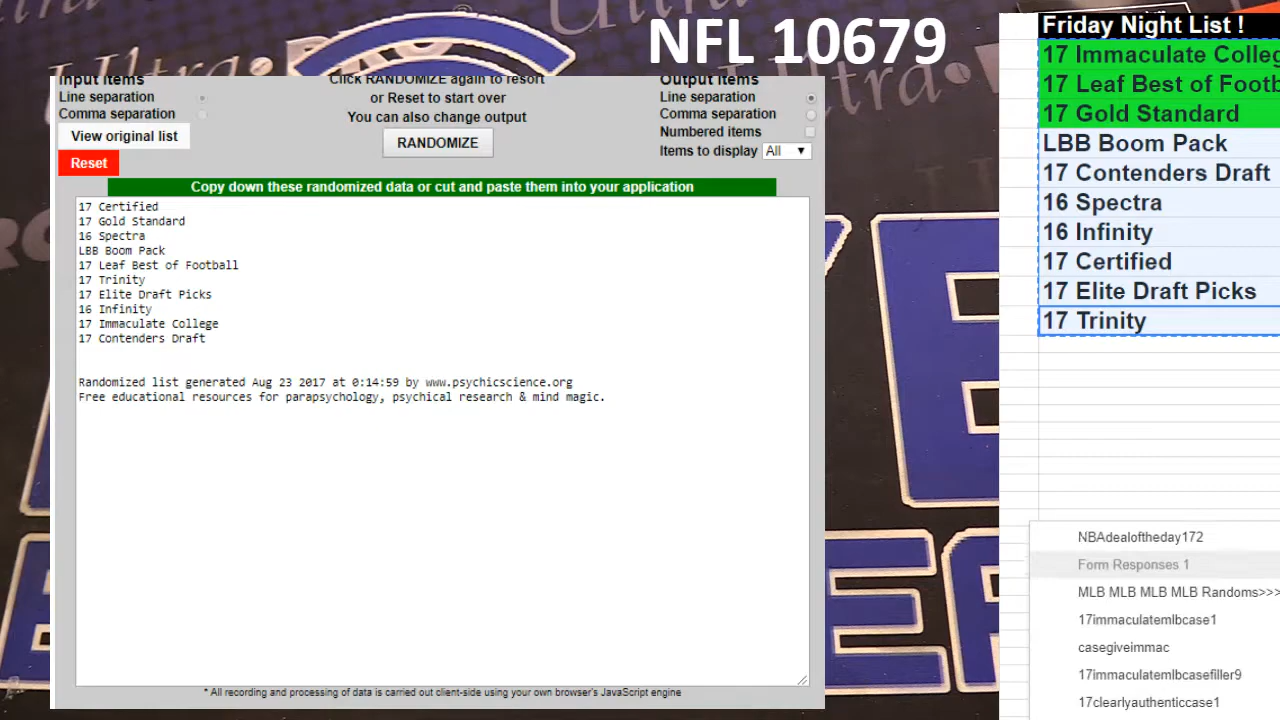 NFL 10679
Input Items
Line separation
Comma separation
View original list
Reset
Click RANDOMIZE again to resort
or Reset to start over
You can also change output
RANDOMIZE
Output Items
Line separation
Comma separation
Numbered items
Items to display All
Copy down these randomized data or cut and paste them into your application
17 Certified
17 Gold Standard
16 Spectra
LBB Boom Pack
17 Leaf Best of Football
17 Trinity
17 Elite Draft Picks
16 Infinity
17 Immaculate College
17 Contenders Draft
Randomized list generated Aug 23 2017 at 0:14:59 by www.psychicscience.org
Free educational resources for parapsychology, psychical research & mind magic.
* All recording and processing of data is carried out client-side using your own browser's JavaScript engine
Friday Night List !
17 Immaculate Colleg
17 Leaf Best of Footb
17 Gold Standard
LBB Boom Pack
17 Contenders Draft
16 Spectra
16 Infinity
17 Certified
17 Elite Draft Picks
17 Trinity
NBAdealoftheday172
Form Responses 1
MLB MLB MLB MLB Randoms>>>
17immaculatemlbcase1
casegiveimmac
17immaculatemlbcasefiller9
17clearlyauthenticcase1